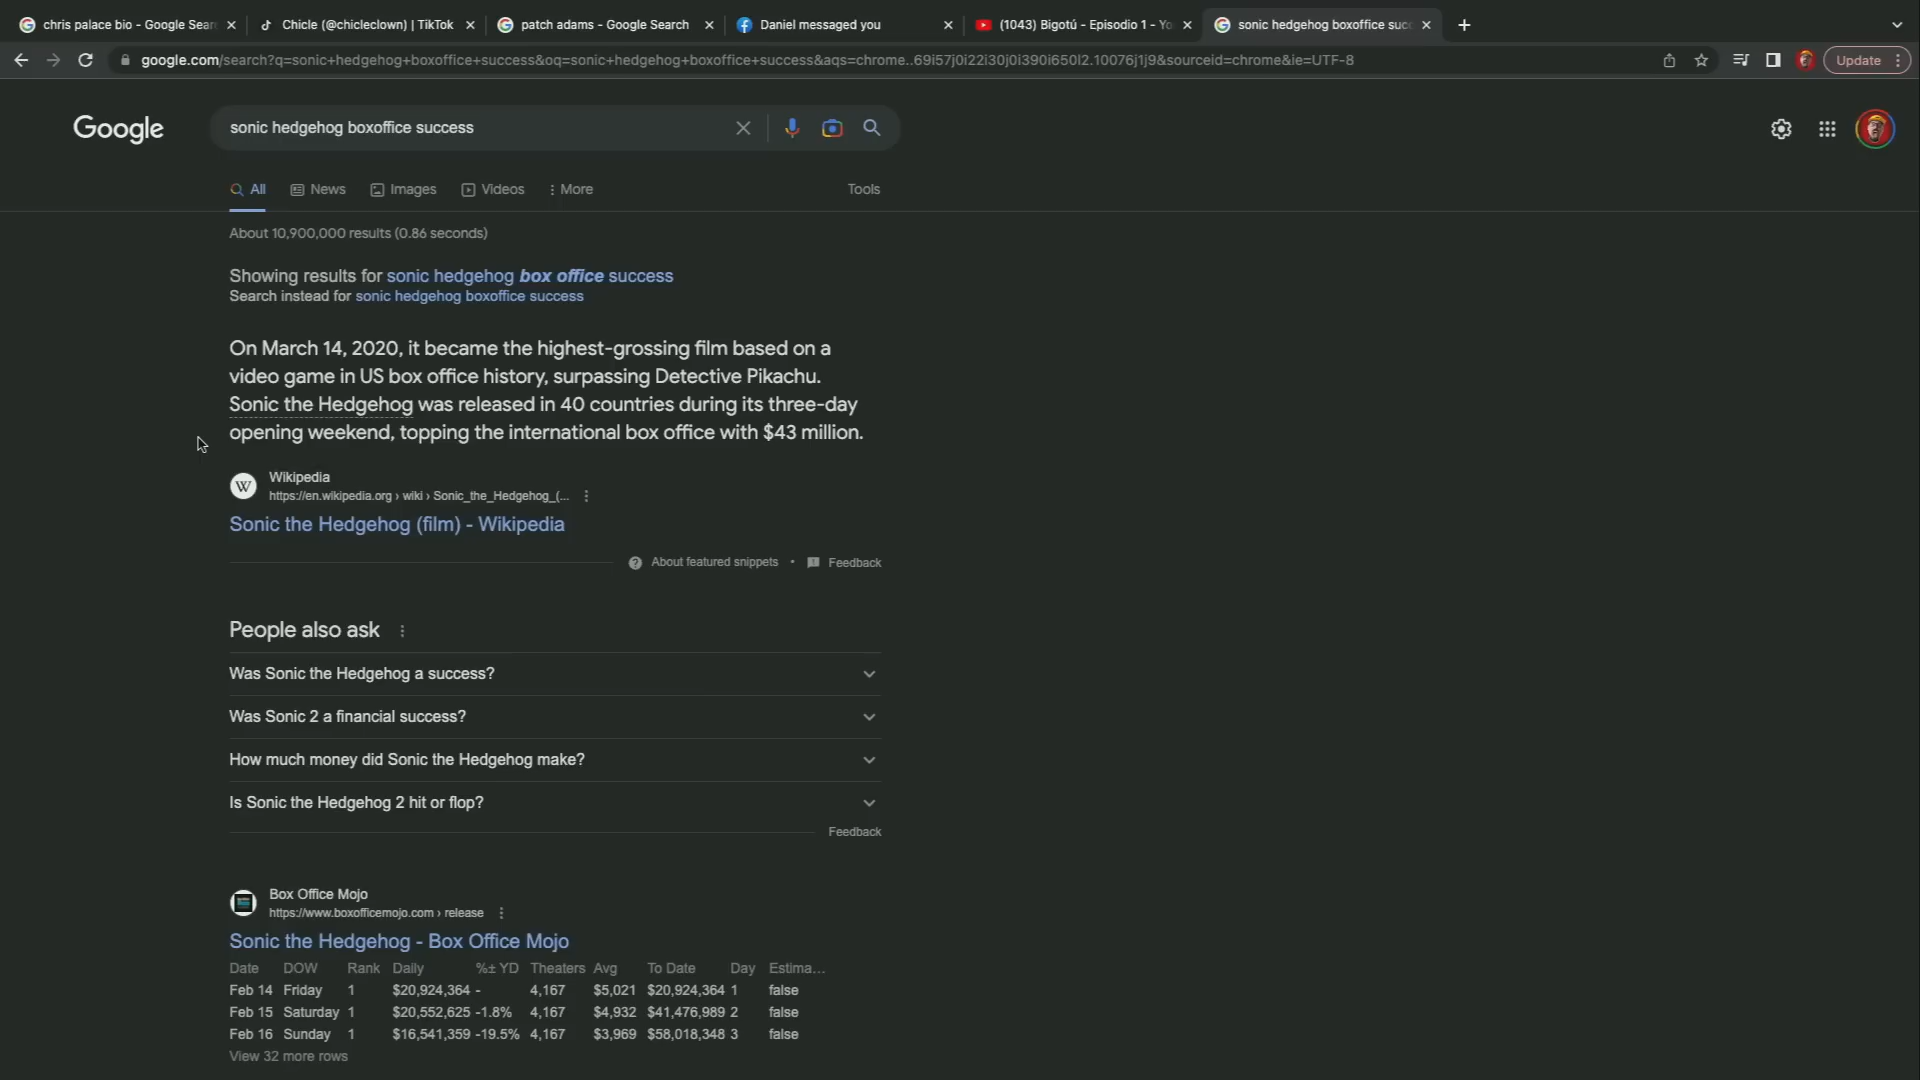 chris palace bio - Google Sear
Chicle (@chicleclown) | TikTok
patch adams - Google Search
Daniel messaged you
(1043) Bigotú - Episodio 1 - Yo
sonic hedgehog boxoffice succ
google.com/search?q=sonic+hedgehog+boxoffice+success&oq=sonic+hedgehog+boxoffice+success&aqs=chrome..69i57j0i22i30j0i390i650l2.10076j1j9&sourceid=chrome&ie=UTF-8
Update
Google
sonic hedgehog boxoffice success
All
News
Images
Videos
More
Tools
About 10,900,000 results (0.86 seconds)
Showing results for sonic hedgehog box office success
Search instead for sonic hedgehog boxoffice success
On March 14, 2020, it became the highest-grossing film based on a
video game in US box office history, surpassing Detective Pikachu.
Sonic the Hedgehog was released in 40 countries during its three-day
opening weekend, topping the international box office with $43 million.
W
Wikipedia
https://en.wikipedia.org › wiki › Sonic_the_Hedgehog_(...
Sonic the Hedgehog (film) - Wikipedia
About featured snippets • Feedback
People also ask
Was Sonic the Hedgehog a success?
Was Sonic 2 a financial success?
How much money did Sonic the Hedgehog make?
Is Sonic the Hedgehog 2 hit or flop?
Feedback
Box Office Mojo
https://www.boxofficemojo.com › release
Sonic the Hedgehog - Box Office Mojo
Date DOW Rank Daily %± YD Theaters Avg To Date Day Estima...
Feb 14 Friday 1 $20,924,364 - 4,167 $5,021 $20,924,364 1 false
Feb 15 Saturday 1 $20,552,625 -1.8% 4,167 $4,932 $41,476,989 2 false
Feb 16 Sunday 1 $16,541,359 -19.5% 4,167 $3,969 $58,018,348 3 false
View 32 more rows